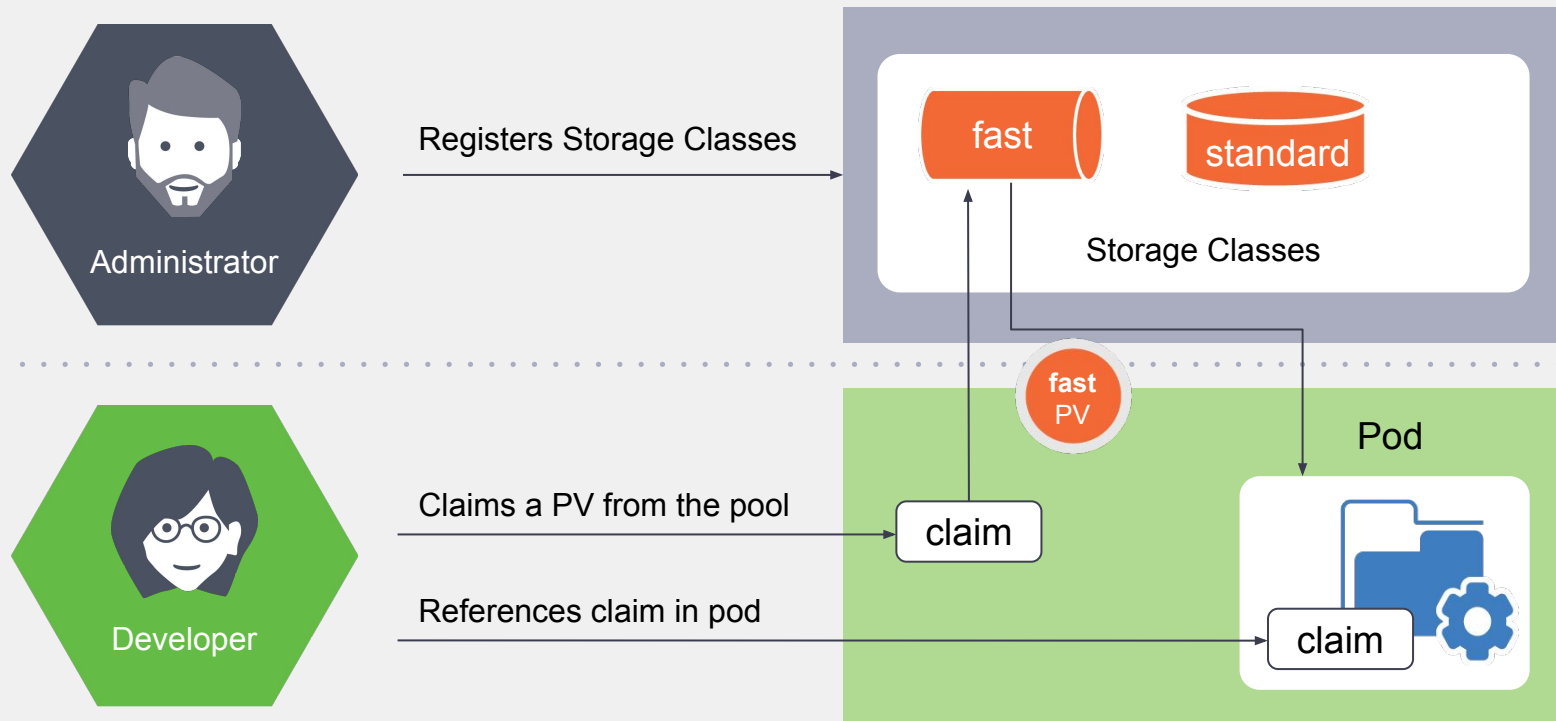 Administrator
Registers Storage Classes
fast
standard
Storage Classes
fast
PV
Pod
Developer
Claims a PV from the pool
claim
References claim in pod
claim